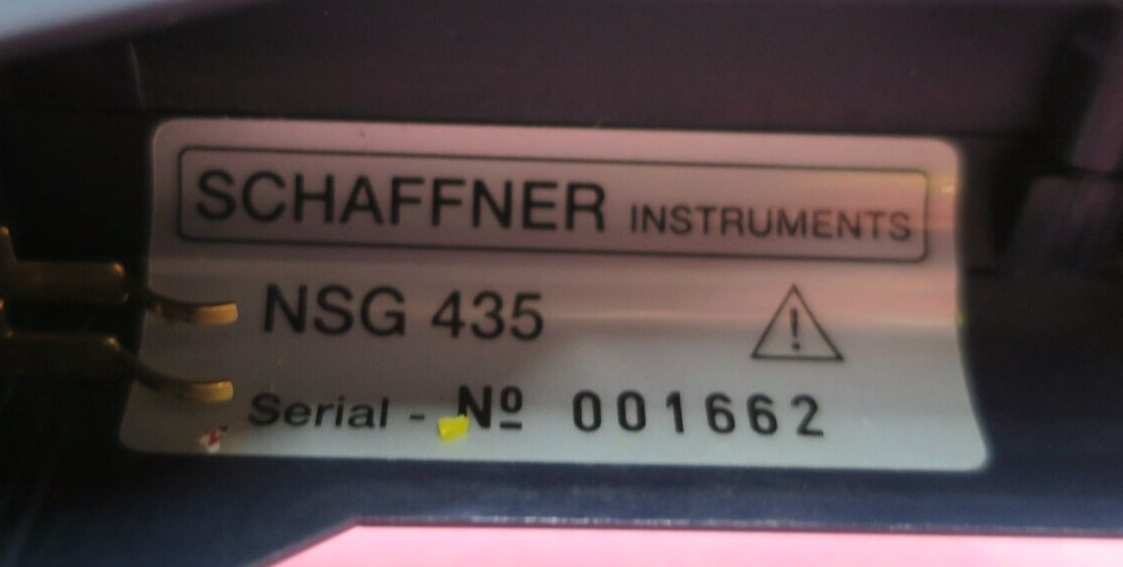 SCHAFFNER INSTRUMENTS
NSG 435
Serial - Nº 001662